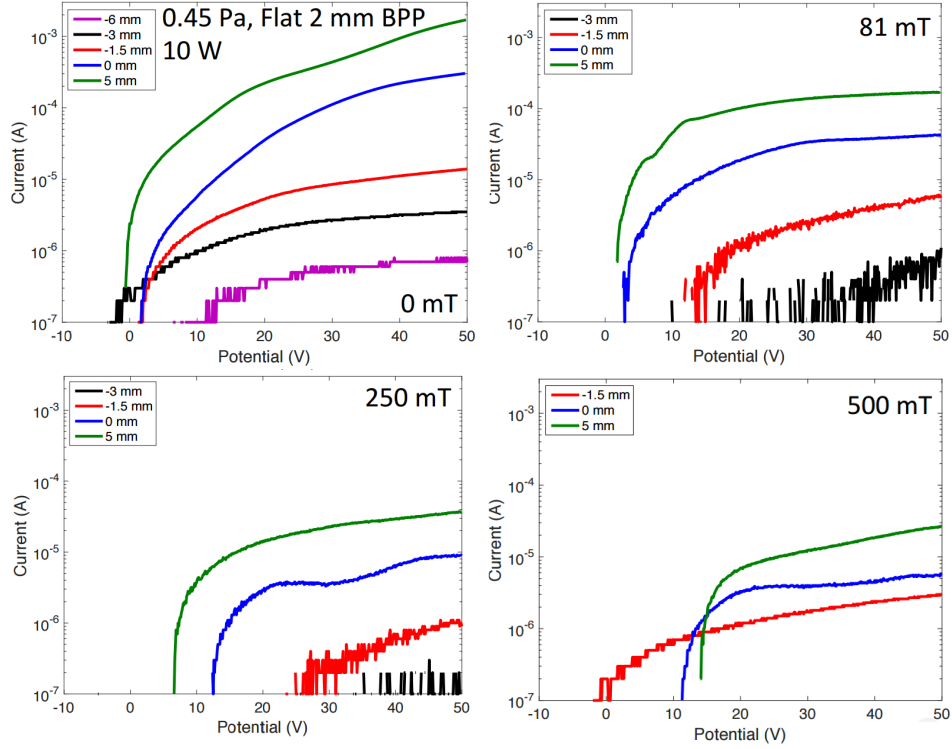 -6 mm
-3 mm
-1.5 mm
0 mm
5 mm
0.45 Pa, Flat 2 mm BPP
10 W
0 mT
Current (A)
10-3
10-4
10-5
10-6
10-7
-10 0 10 20 30 40 50
Potential (V)
-3 mm
-1.5 mm
0 mm
5 mm
81 mT
Current (A)
10-3
10-4
10-5
10-6
10-7
-10 0 10 20 30 40 50
Potential (V)
-3 mm
-1.5 mm
0 mm
5 mm
250 mT
Current (A)
10-3
10-4
10-5
10-6
10-7
-10 0 10 20 30 40 50
Potential (V)
-1.5 mm
0 mm
5 mm
500 mT
Current (A)
10-3
10-4
10-5
10-6
10-7
-10 0 10 20 30 40 50
Potential (V)